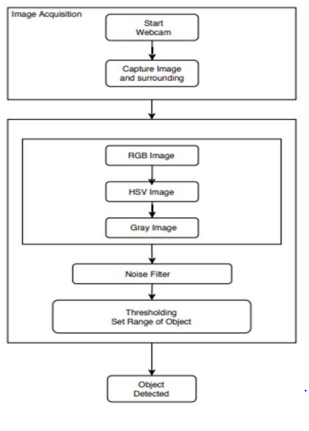 Image Acquisition
Start
Webcam
Capture Image
and surrounding
RGB Image
HSV Image
Gray Image
Noise Filter
Thresholding
Set Range of Object
Object
Detected